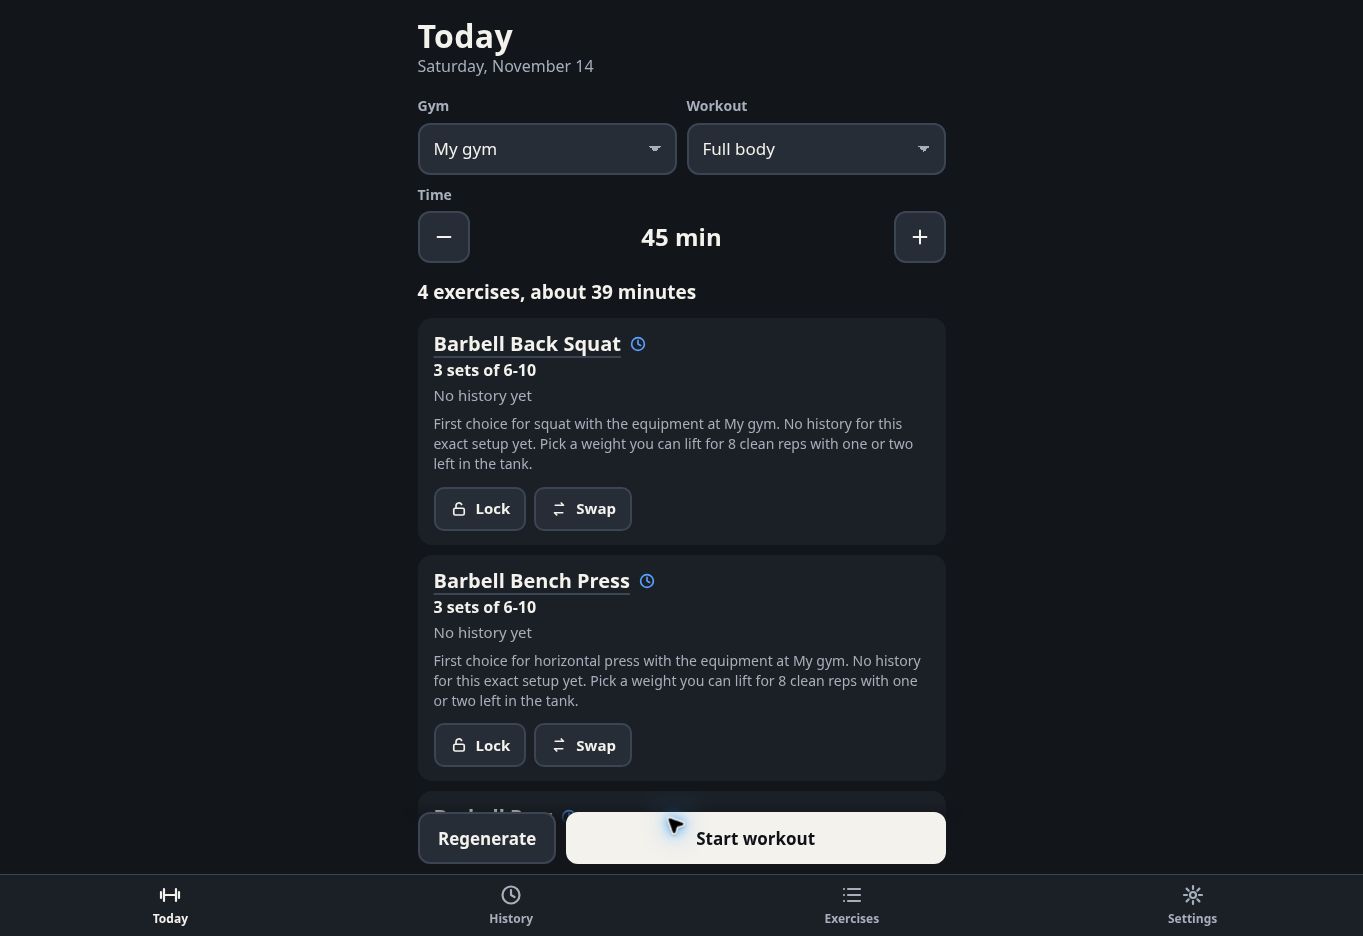 Today
Saturday, November 14
Gym
Workout
My gym
Full body
Time
45 min
4 exercises, about 39 minutes
Barbell Back Squat
3 sets of 6-10
No history yet
First choice for squat with the equipment at My gym. No history for this
exact setup yet. Pick a weight you can lift for 8 clean reps with one or two
left in the tank.
Lock
Swap
Barbell Bench Press
3 sets of 6-10
No history yet
First choice for horizontal press with the equipment at My gym. No history
for this exact setup yet. Pick a weight you can lift for 8 clean reps with one
or two left in the tank.
Lock
Swap
Barbell
Regenerate
Start workout
Today
History
Exercises
Settings